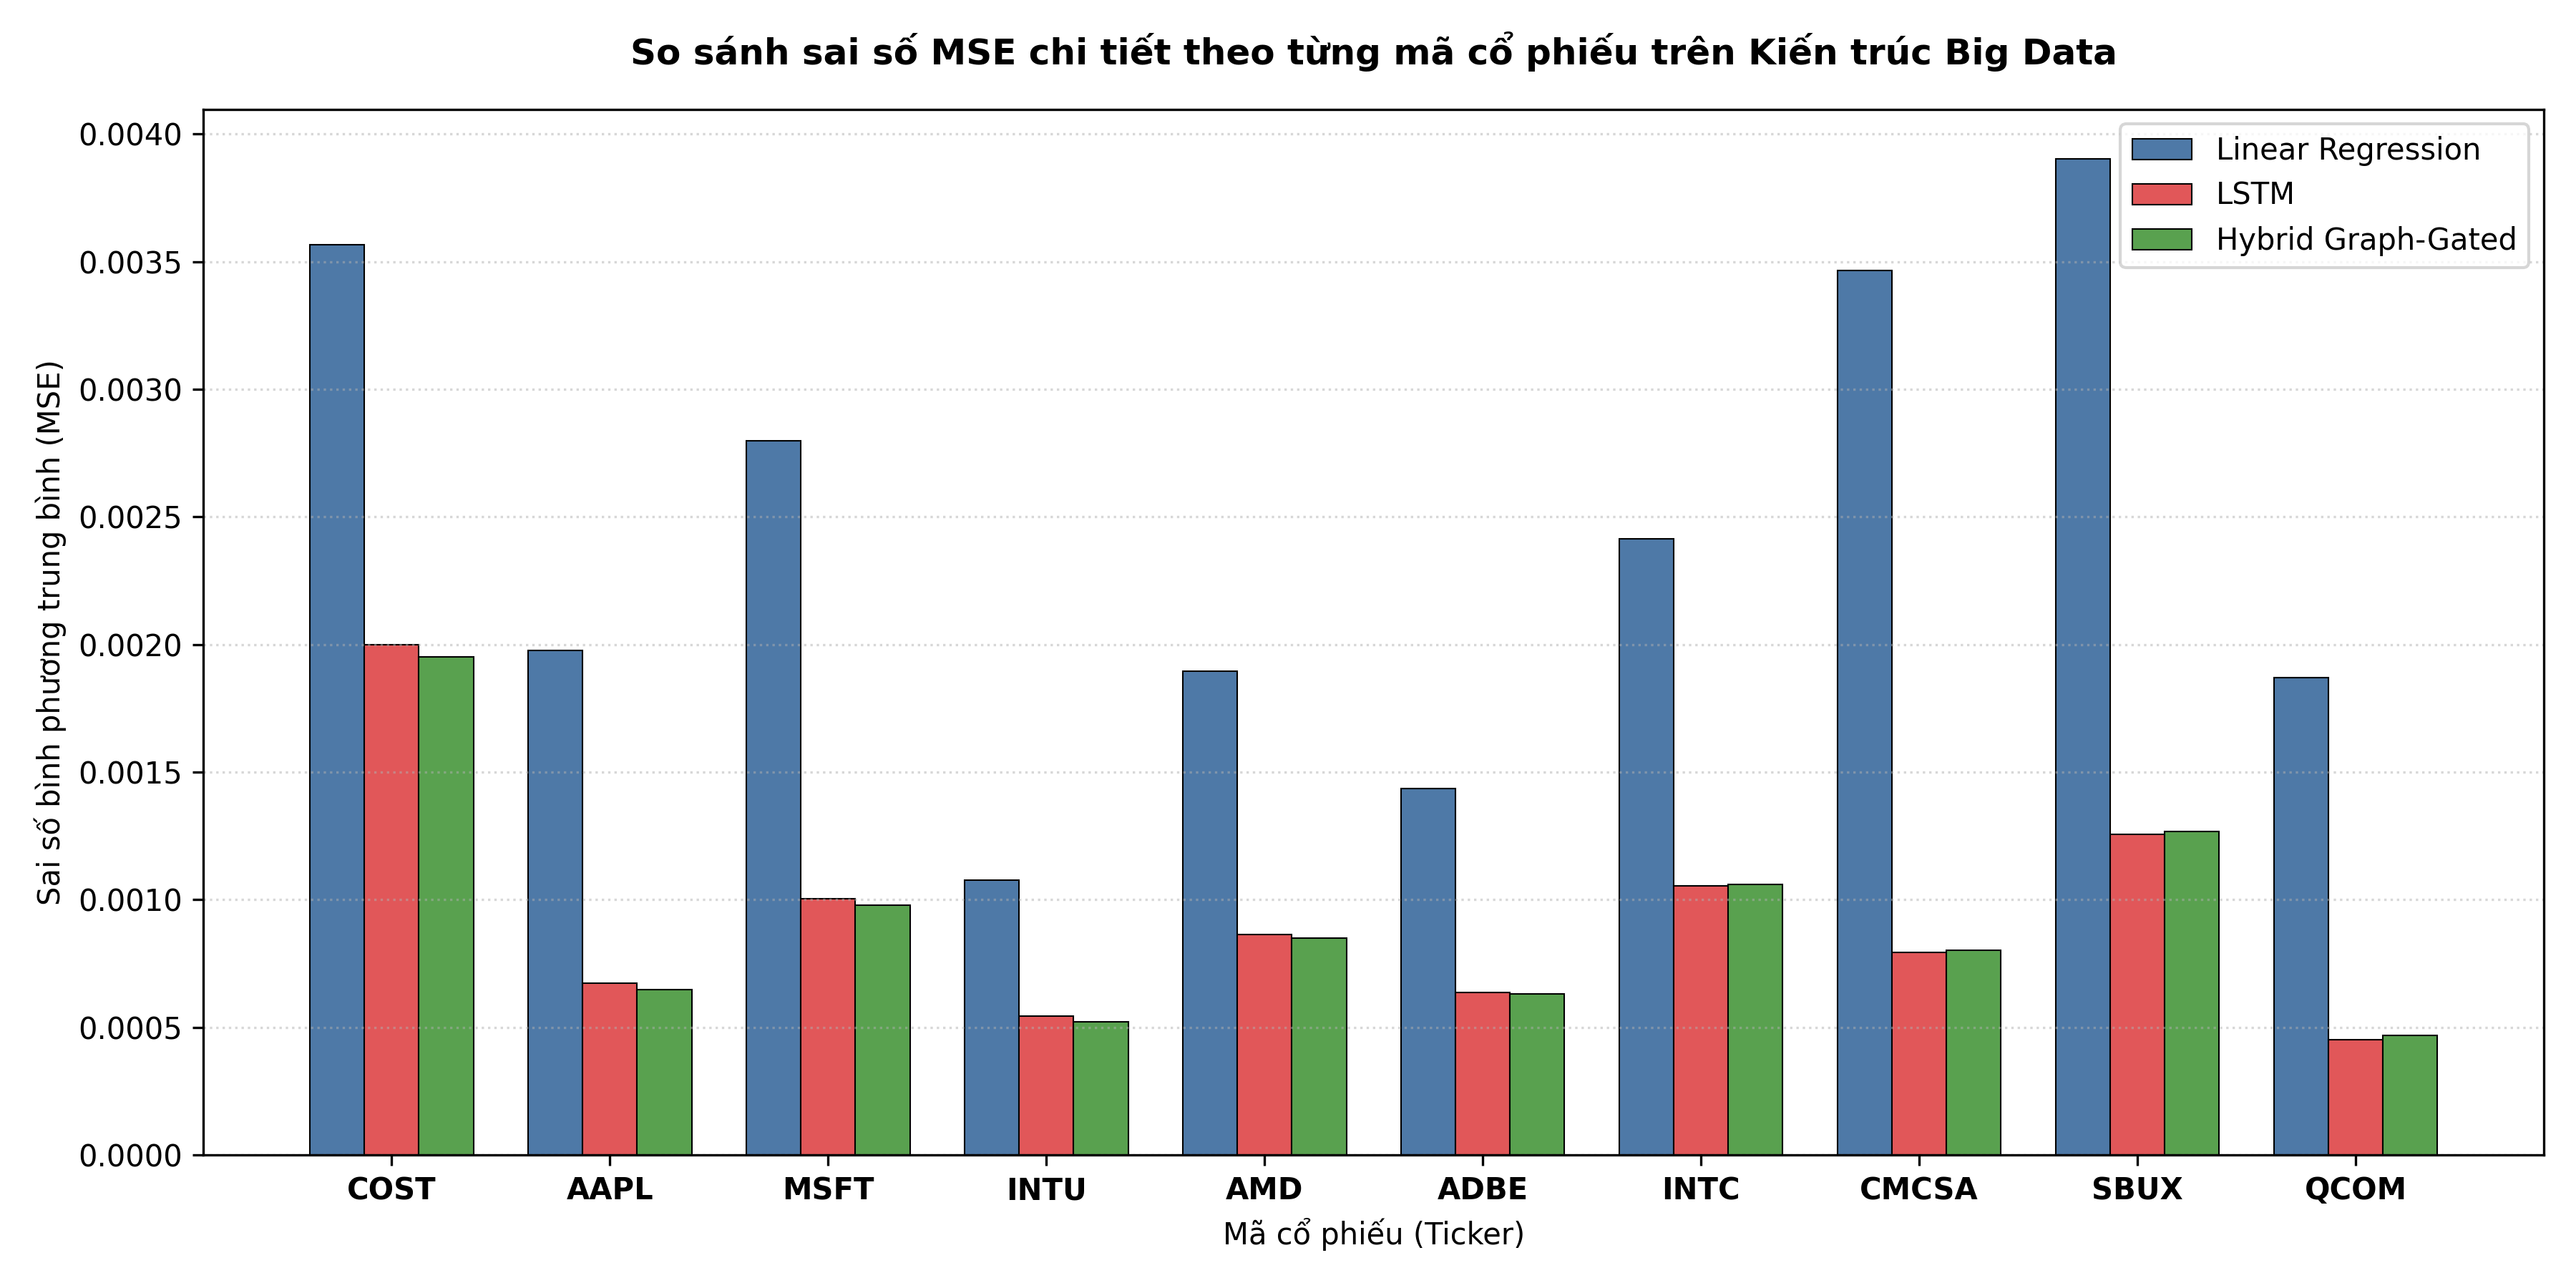 So sánh sai số MSE chi tiết theo từng mã cổ phiếu trên Kiến trúc Big Data
Sai số bình phương trung bình (MSE)
0.0040
0.0035
0.0030
0.0025
0.0020
0.0015
0.0010
0.0005
0.0000
Linear Regression
LSTM
Hybrid Graph-Gated
COST AAPL MSFT INTU AMD ADBE INTC CMCSA SBUX QCOM
Mã cổ phiếu (Ticker)